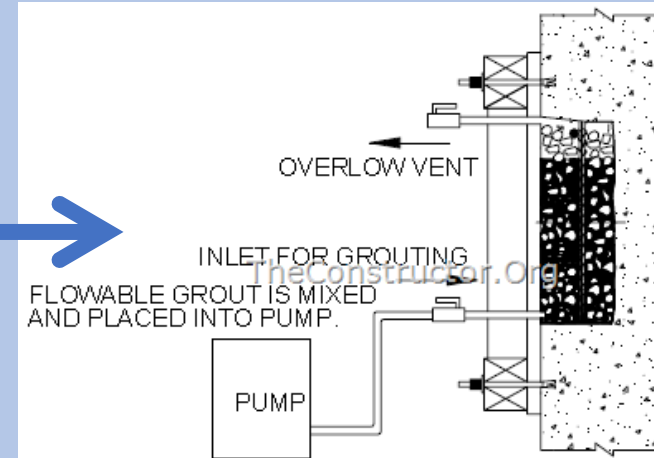 OVERLOW VENT
INLET FOR GROUTING
TheConstructor.Org
FLOWABLE GROUT IS MIXED
AND PLACED INTO PUMP.
PUMP